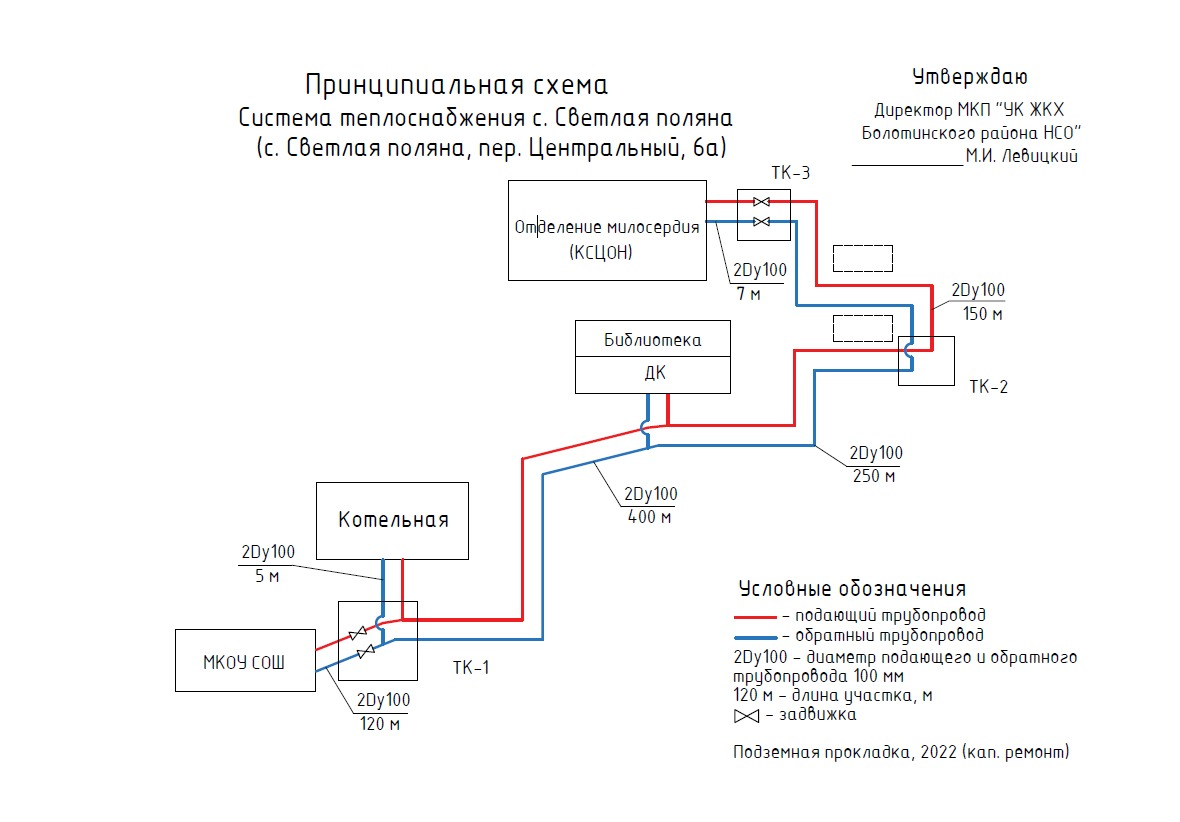 Принципиальная схема
Система теплоснабжения с. Светлая поляна
(с. Светлая поляна, пер. Центральный, 6а)
Утверждаю
Директор МКП "УК ЖКХ
Болотинского района НСО"
М.И. Левицкий
ТК-3
Отделение милосердия
(КСЦОН)
2Dy100
7 м
2Dy100
150 м
Библиотека
ДК
ТК-2
2Dy100
250 м
2Dy100
400 м
Котельная
2Dy100
5 м
МКОУ СОШ
ТК-1
2Dy100
120 м
Условные обозначения
- подающий трубопровод
- обратный трубопровод
2Dy100 - диаметр подающего и обратного
трубопровода 100 мм
120 м - длина участка, м
- задвижка
Подземная прокладка, 2022 (кап. ремонт)